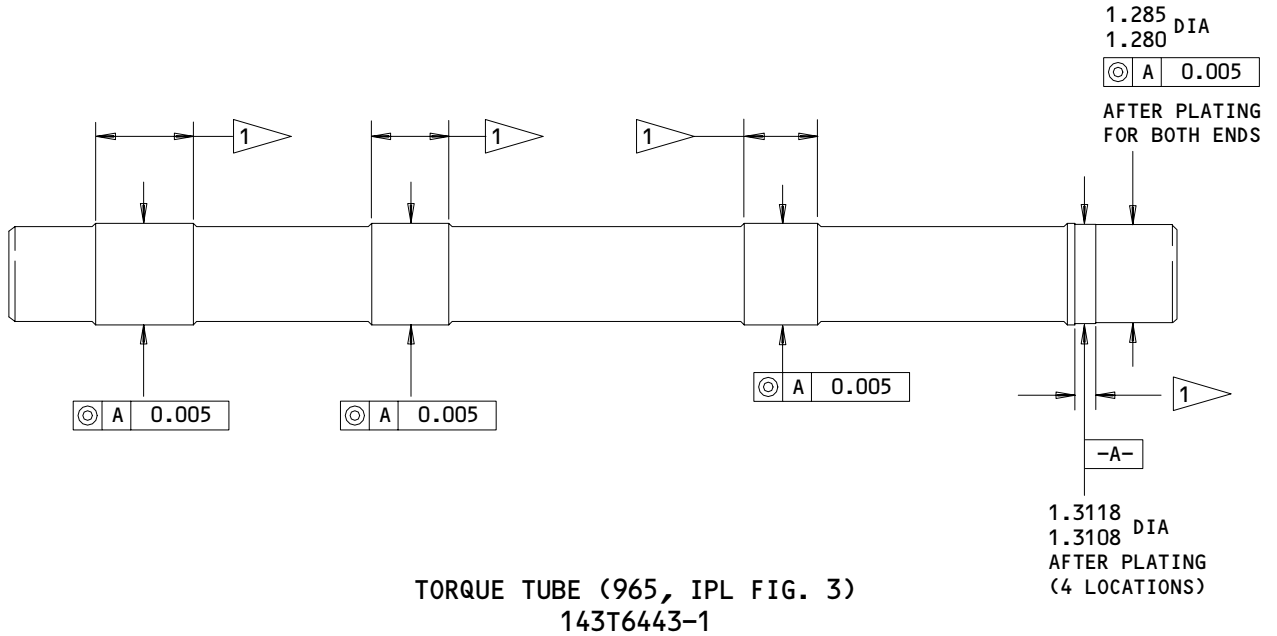 1.285
1.280 DIA
◎ A 0.005
AFTER PLATING
FOR BOTH ENDS
1
1
1
◎ A 0.005
◎ A 0.005
◎ A 0.005
1
-A-
1.3118
1.3108 DIA
AFTER PLATING
(4 LOCATIONS)
TORQUE TUBE (965, IPL FIG. 3)
143T6443-1